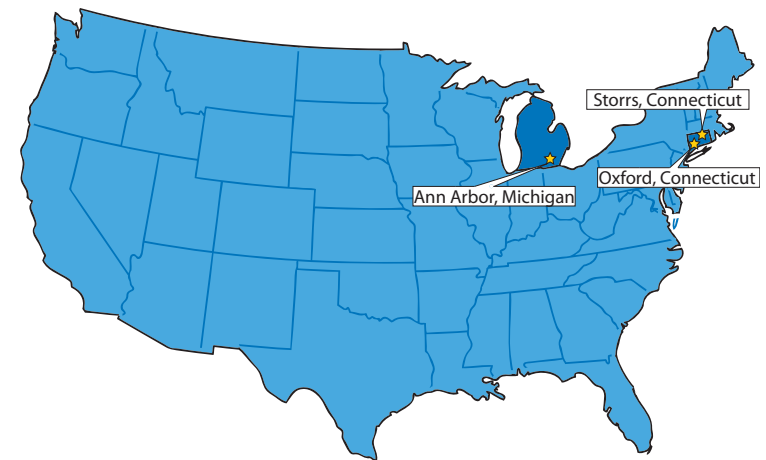 Storrs, Connecticut
Oxford, Connecticut
Ann Arbor, Michigan